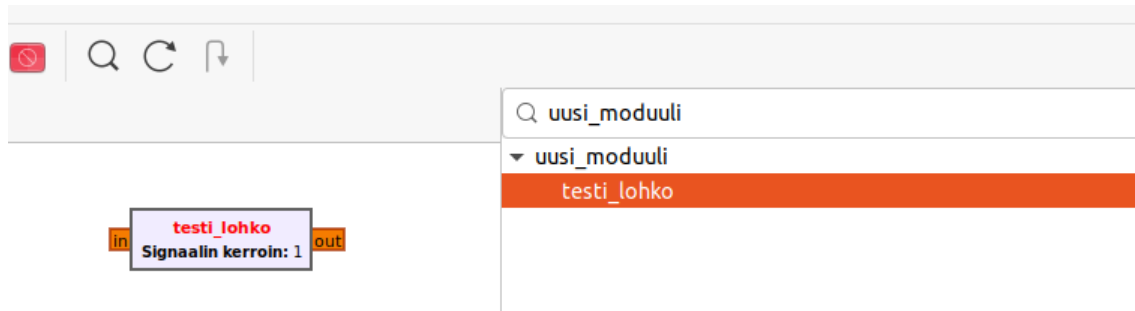 uusi_moduuli
uusi_moduuli
testi_lohko
testi_lohko
in
Signaalin kerroin: 1
out